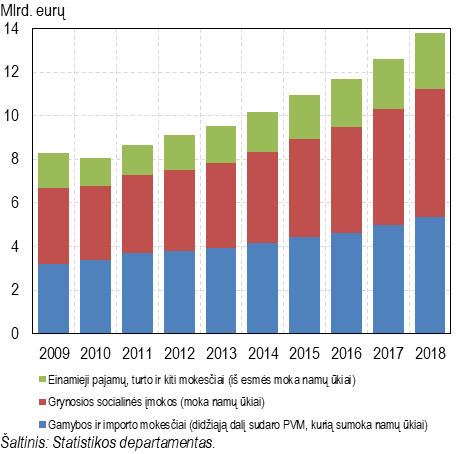 Mlrd. eurų
14
12
10
8
6
4
2
0
2009 2010 2011 2012 2013 2014 2015 2016 2017 2018
Einamieji pajamų, turto ir kiti mokesčiai (iš esmės moka namų ūkiai)
Grynosios socialinės įmokos (moka namų ūkiai)
Gamybos ir importo mokesčiai (didžiąją dalį sudaro PVM, kurią sumoka namų ūkiai)
Šaltinis: Statistikos departamentas.